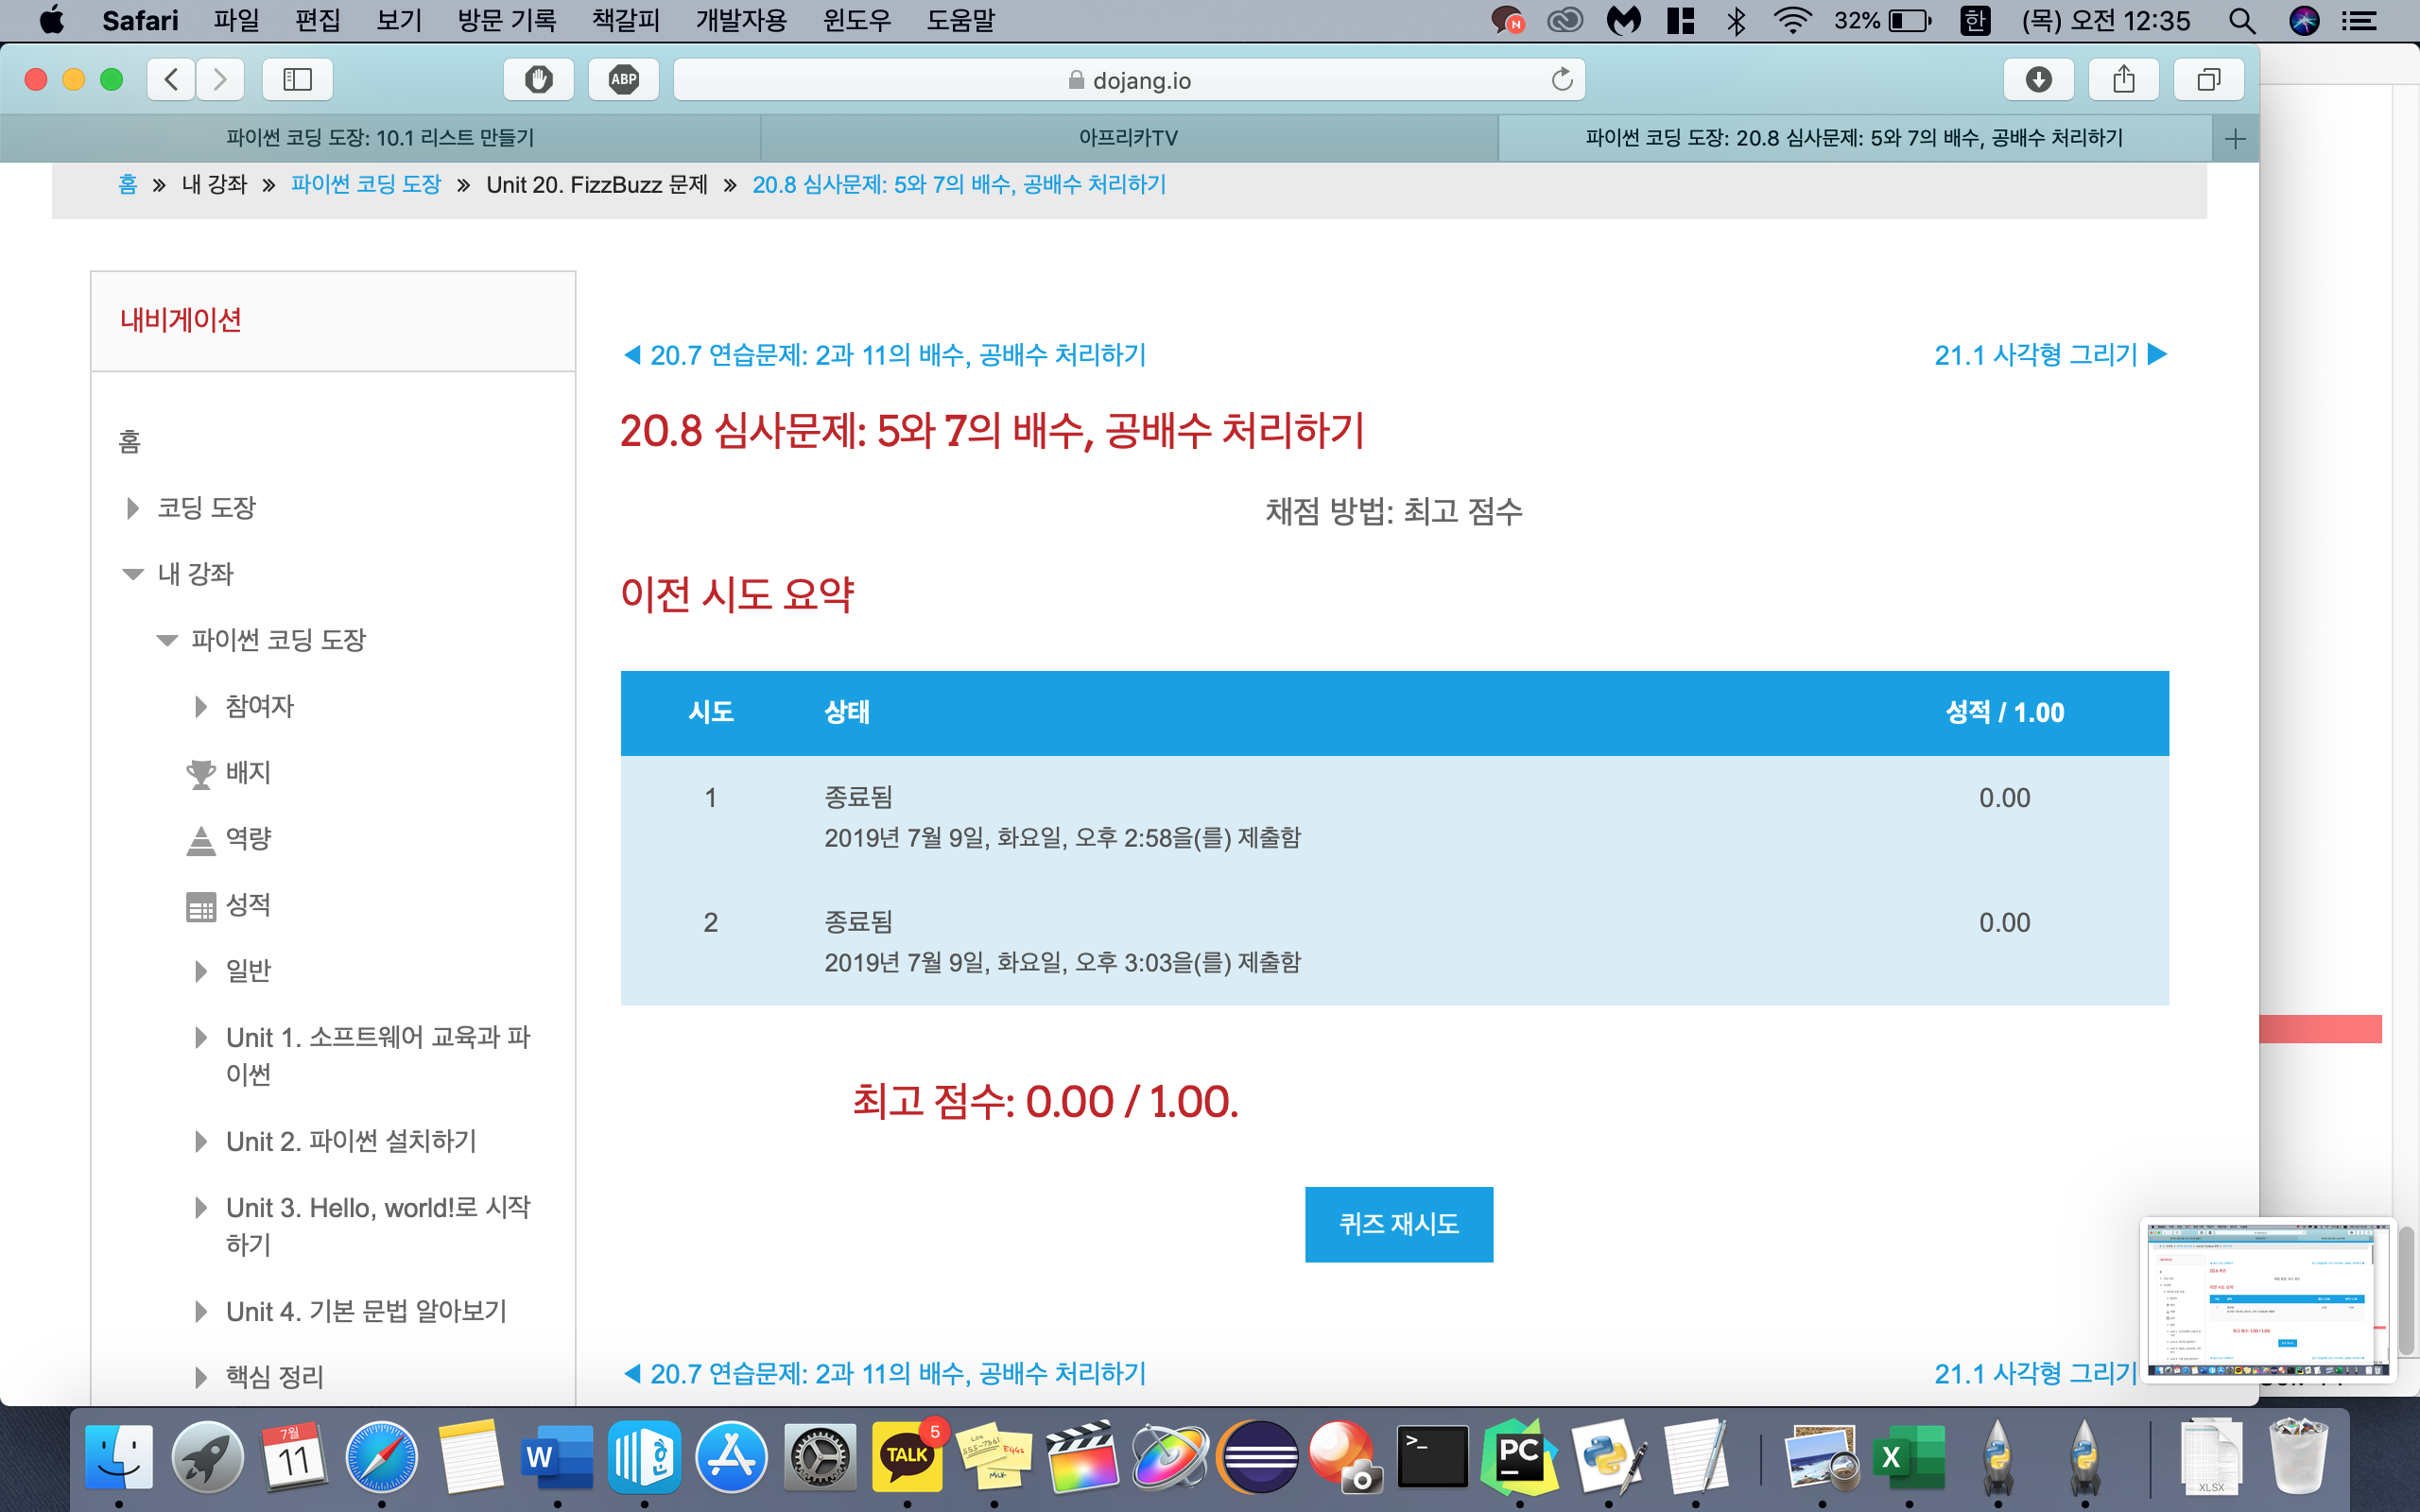 Safari 파일 편집 보기 방문 기록 책갈피 개발자용 윈도우 도움말 N 32% 한 (목) 오전 12:35
ABP dojang.io
파이썬 코딩 도장: 10.1 리스트 만들기 아프리카TV 파이썬 코딩 도장: 20.8 심사문제: 5와 7의 배수, 공배수 처리하기
홈 » 내 강좌 » 파이썬 코딩 도장 » Unit 20. FizzBuzz 문제 » 20.8 심사문제: 5와 7의 배수, 공배수 처리하기
내비게이션
홈
코딩 도장
내 강좌
파이썬 코딩 도장
참여자
배지
역량
성적
일반
Unit 1. 소프트웨어 교육과 파
이썬
Unit 2. 파이썬 설치하기
Unit 3. Hello, world!로 시작
하기
Unit 4. 기본 문법 알아보기
핵심 정리
◀ 20.7 연습문제: 2과 11의 배수, 공배수 처리하기 21.1 사각형 그리기 ▶
20.8 심사문제: 5와 7의 배수, 공배수 처리하기
채점 방법: 최고 점수
이전 시도 요약
시도 상태 성적 / 1.00
1 종료됨 0.00
2019년 7월 9일, 화요일, 오후 2:58을(를) 제출함
2 종료됨 0.00
2019년 7월 9일, 화요일, 오후 3:03을(를) 제출함
최고 점수: 0.00 / 1.00.
퀴즈 재시도
◀ 20.7 연습문제: 2과 11의 배수, 공배수 처리하기 21.1 사각형 그리기
7월
11
W
TALK
5
>_
PC
X
XLSX